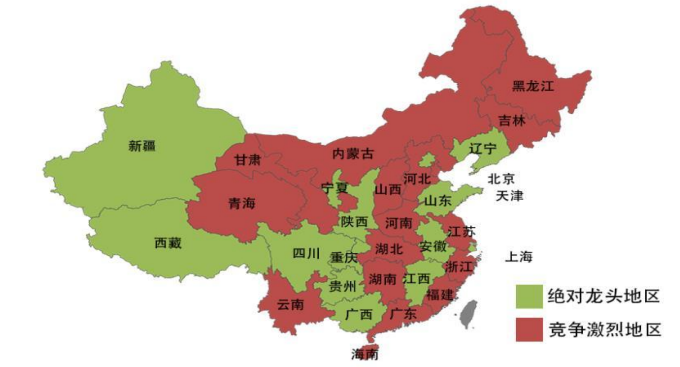 黑龙江
吉林
辽宁
新疆
甘肃
内蒙古
北京
天津
宁夏
山西
河北
青海
山东
陕西
河南
江苏
西藏
四川
重庆
湖北
安徽
上海
浙江
贵州
湖南
江西
福建
云南
广西
广东
海南
绝对龙头地区
竞争激烈地区